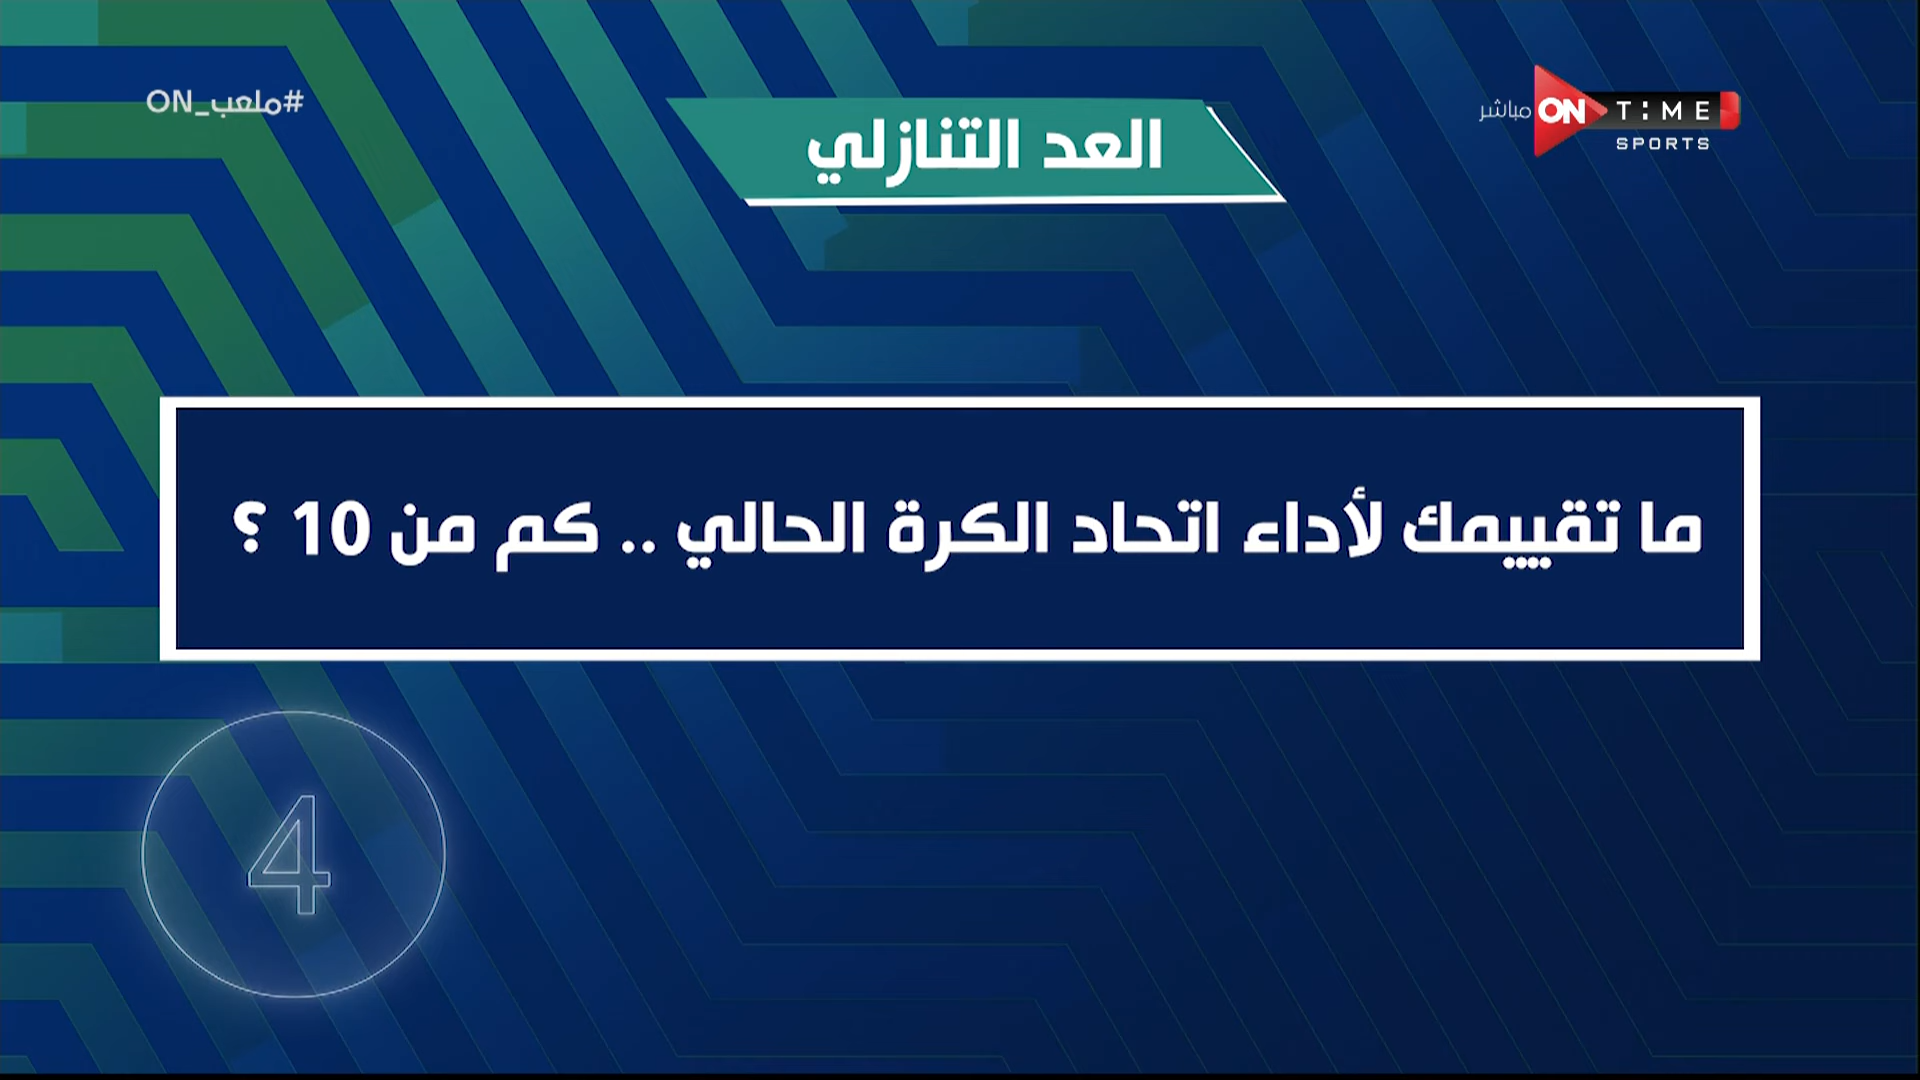 #ملعب_ON
مباشر ON TIME
SPORTS
العد التنازلي
ما تقييمك لأداء اتحاد الكرة الحالي .. كم من 10 ؟
4